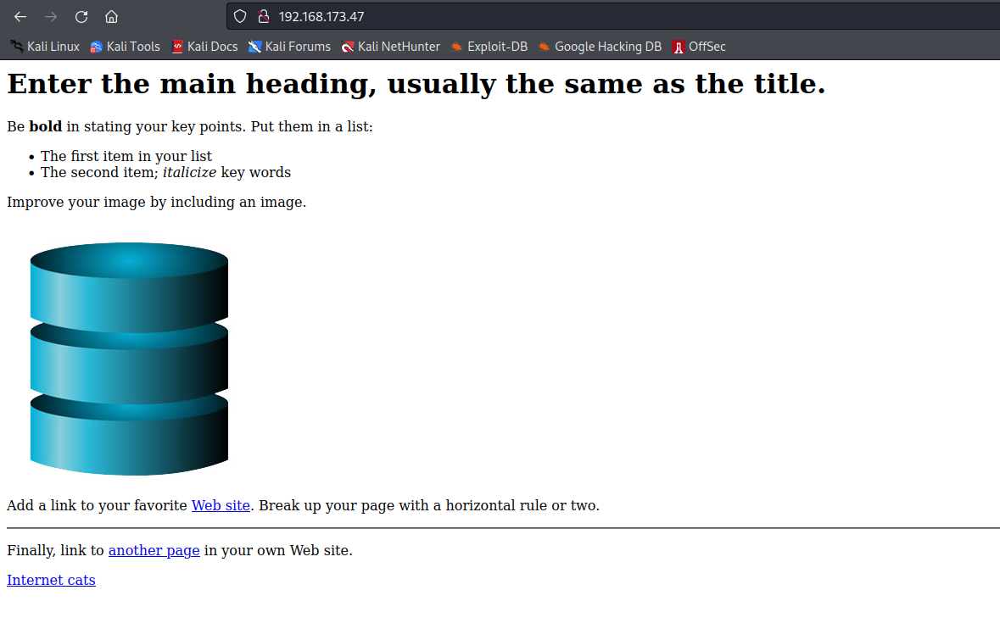 192.168.173.47
Kali Linux Kali Tools Kali Docs Kali Forums Kali NetHunter Exploit-DB Google Hacking DB OffSec
Enter the main heading, usually the same as the title.
Be bold in stating your key points. Put them in a list:
The first item in your list
The second item; italicize key words
Improve your image by including an image.
Add a link to your favorite Web site. Break up your page with a horizontal rule or two.
Finally, link to another page in your own Web site.
Internet cats